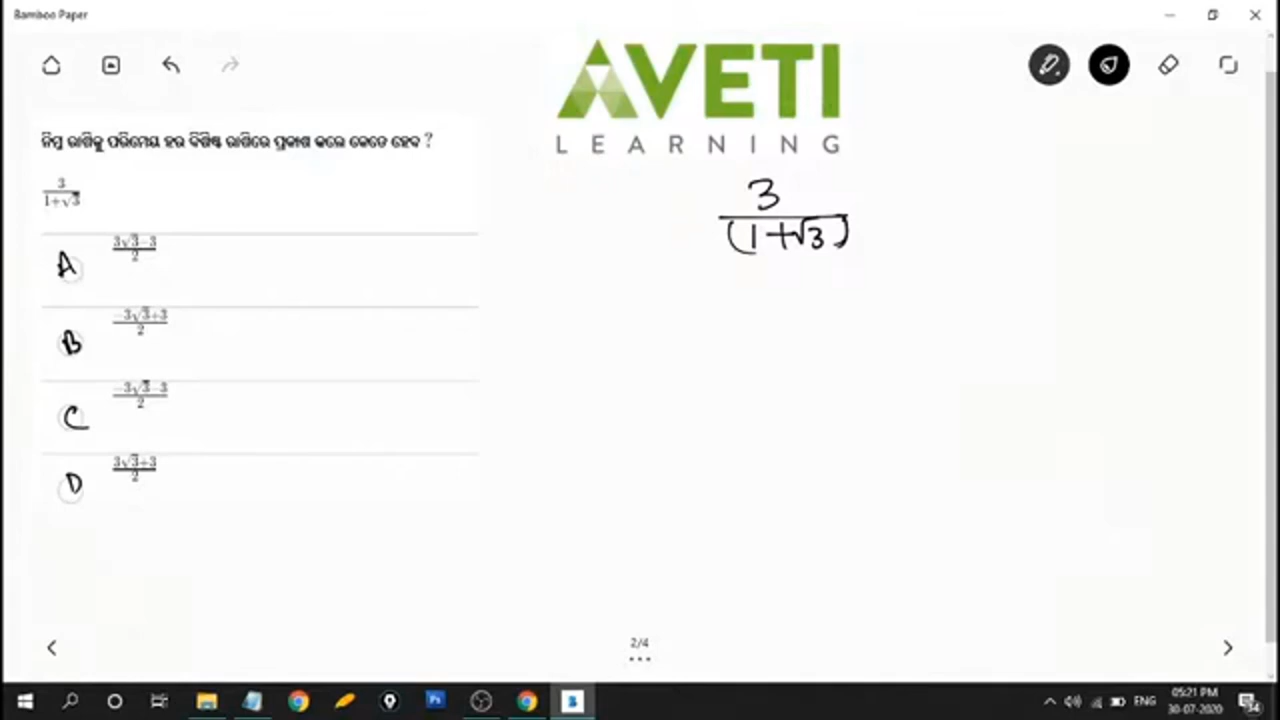 Bamboo Paper
AVETI
LEARNING
ନିମ୍ନ ରାଶିକୁ ପରିମେୟ ହର ବିଶିଷ୍ଟ ରାଶିରେ ପ୍ରକାଶ କଲେ କେତେ ହେବ ?
3
1+√3
A
3√3−3
2
B
−3√3+3
2
C
−3√3−3
2
D
3√3+3
2
3
(1+√3)
2/4
ENG
05:21 PM
30-07-2020